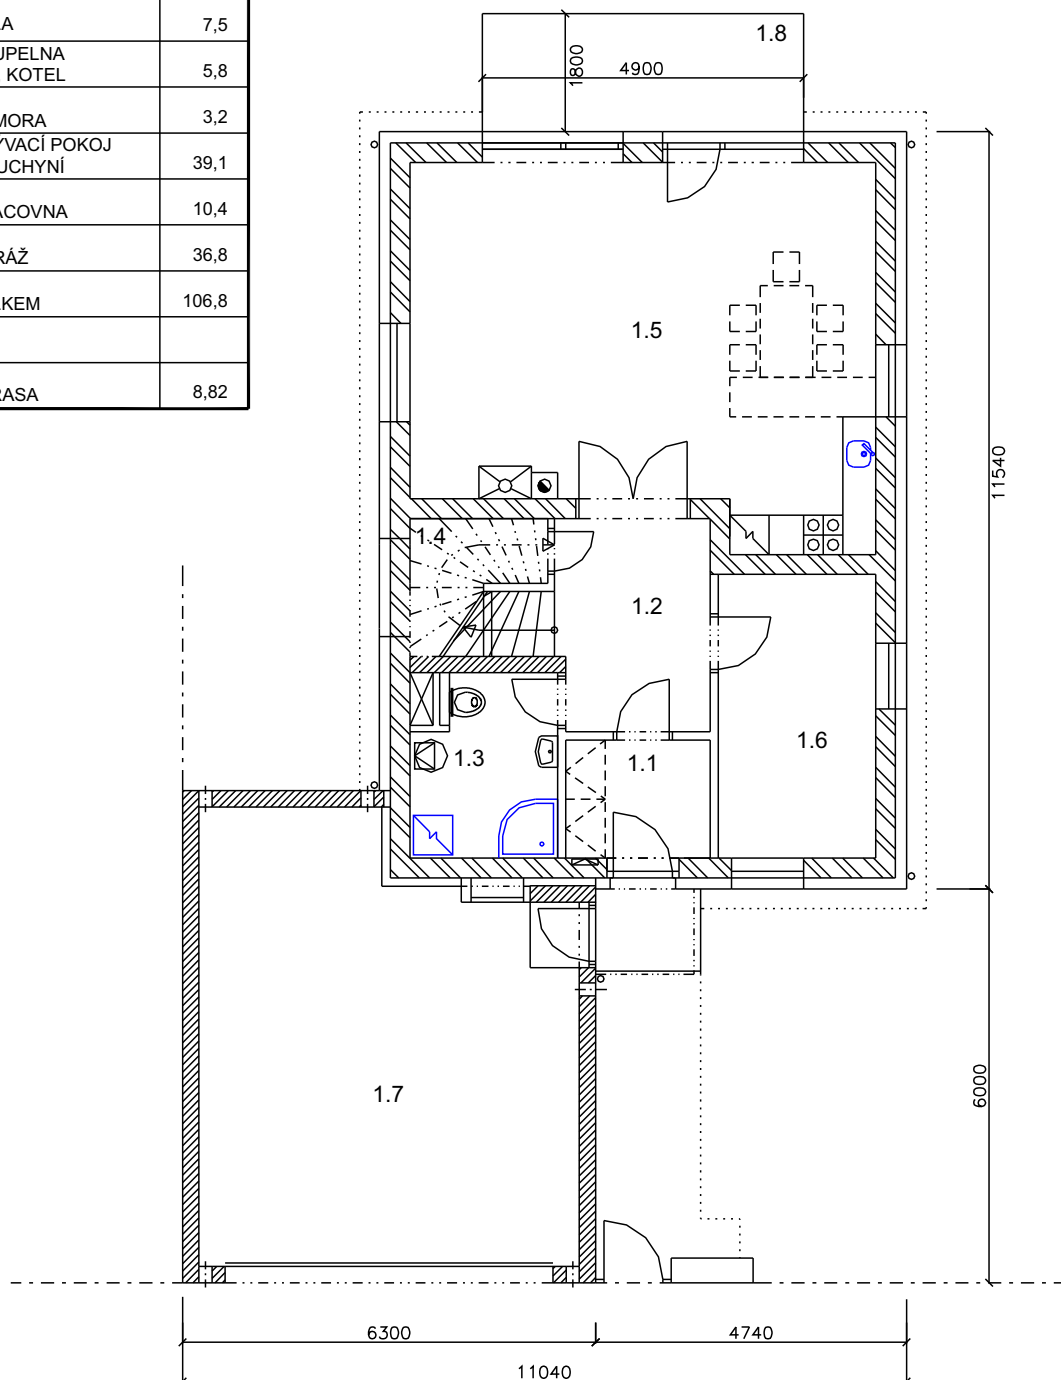 LA 7,5
UPELNA
KOTEL 5,8
MORA 3,2
ÝVACÍ POKOJ
UCHYNÍ 39,1
ACOVNA 10,4
RÁŽ 36,8
KEM 106,8
RASA 8,82
1.8
1800
4900
1.5
11540
1.4
1.2
1.6
1.3
1.1
1.7
6000
6300
4740
11040